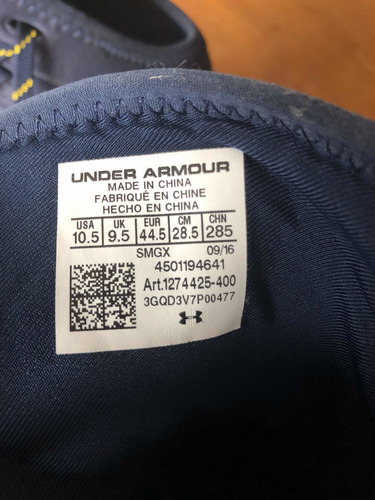 UNDER ARMOUR
MADE IN CHINA
FABRIQUÉ EN CHINE
HECHO EN CHINA
USA UK EUR CM CHN
10.5 9.5 44.5 28.5 285
SMGX 09/16
4501194641
Art.1274425-400
3GQD3V7P00477